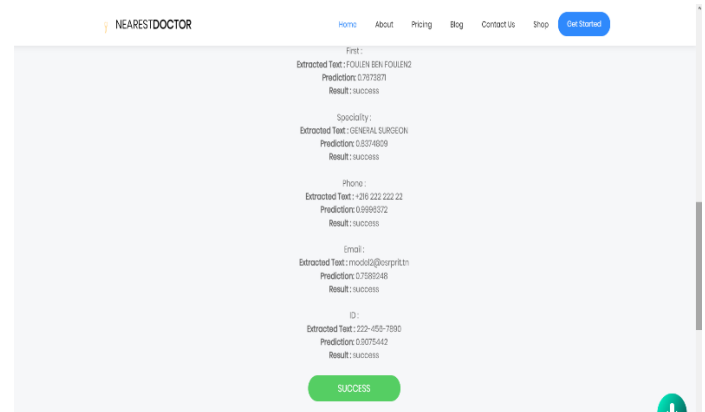 NEARESTDOCTOR
Home About Pricing Blog Contact Us Shop Get Started
First :
Extracted Text : FOULEN BEN FOULEN2
Prediction: 0.7673871
Result : success
Speciality :
Extracted Text : GENERAL SURGEON
Prediction: 0.8374809
Result : success
Phone :
Extracted Text : +216 222 222 22
Prediction: 0.9996372
Result : success
Email :
Extracted Text : model2@esrprit.tn
Prediction: 0.7589248
Result : success
ID :
Extracted Text : 222-456-7890
Prediction: 0.9075442
Result : success
SUCCESS